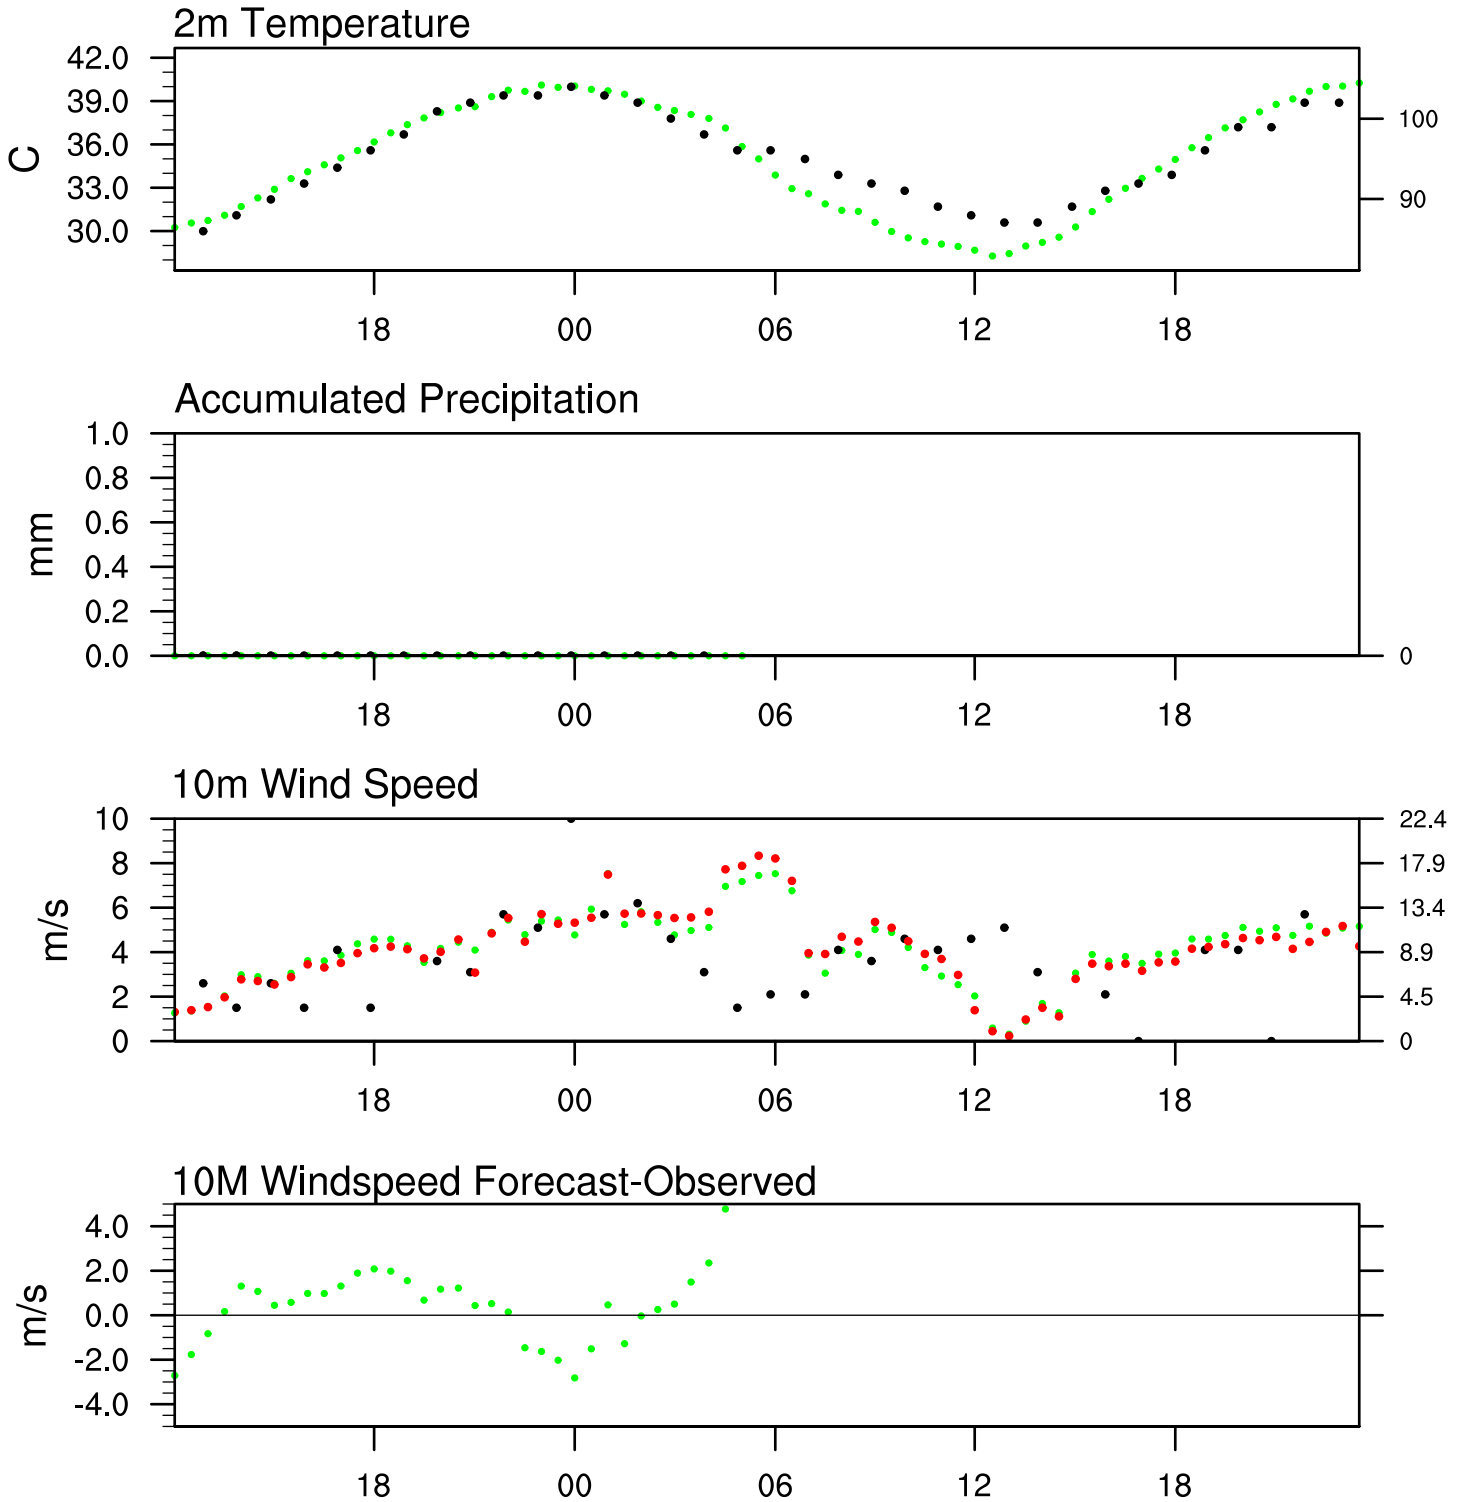 2m Temperature
42.0
39.0
36.0
33.0
30.0
C
100
90
18 00 06 12 18
Accumulated Precipitation
1.0
0.8
0.6
0.4
0.2
0.0
mm
0
18 00 06 12 18
10m Wind Speed
10
8
6
4
2
0
m/s
22.4
17.9
13.4
8.9
4.5
0
18 00 06 12 18
10M Windspeed Forecast-Observed
4.0
2.0
0.0
-2.0
-4.0
m/s
18 00 06 12 18